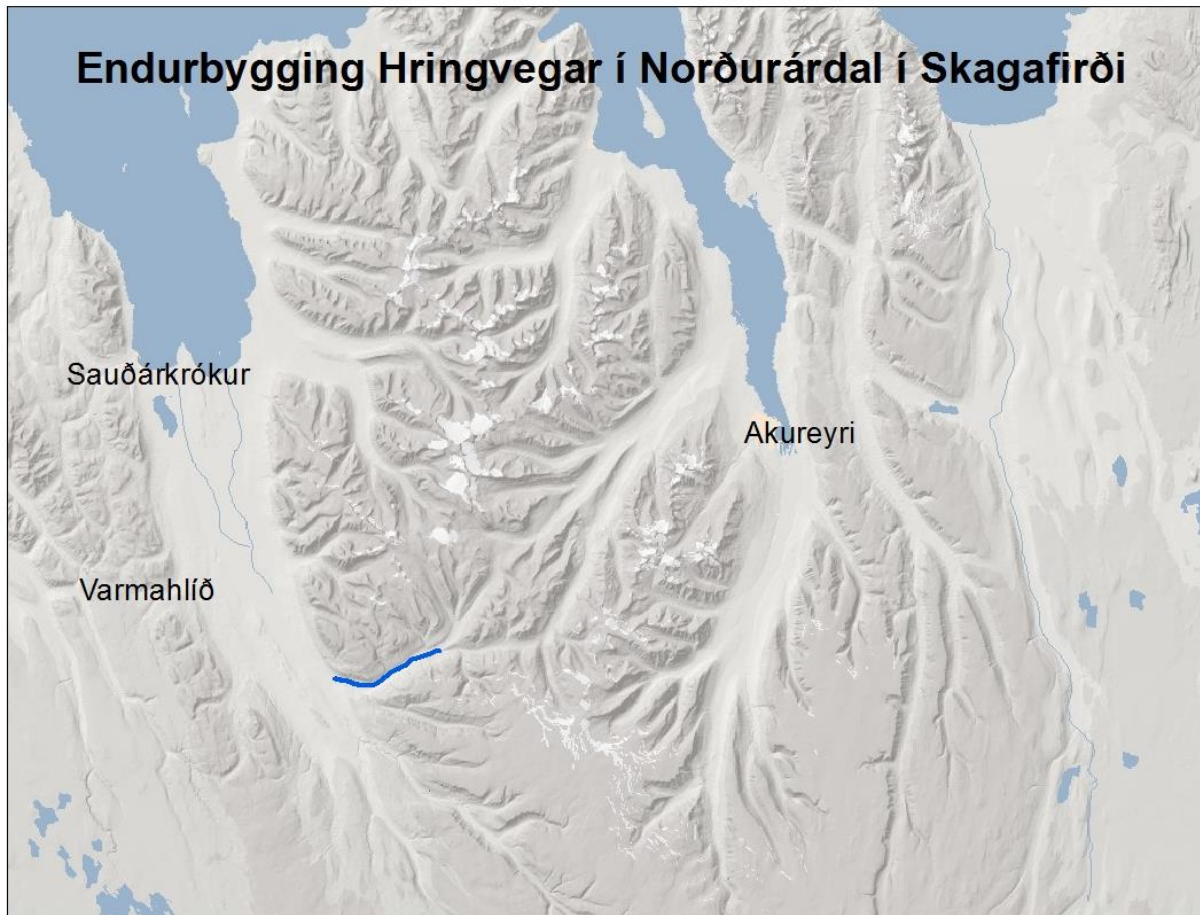 Endurbygging Hringvegar í Norðurárdal í Skagafirði
Sauðárkrókur
Akureyri
Varmahlíð